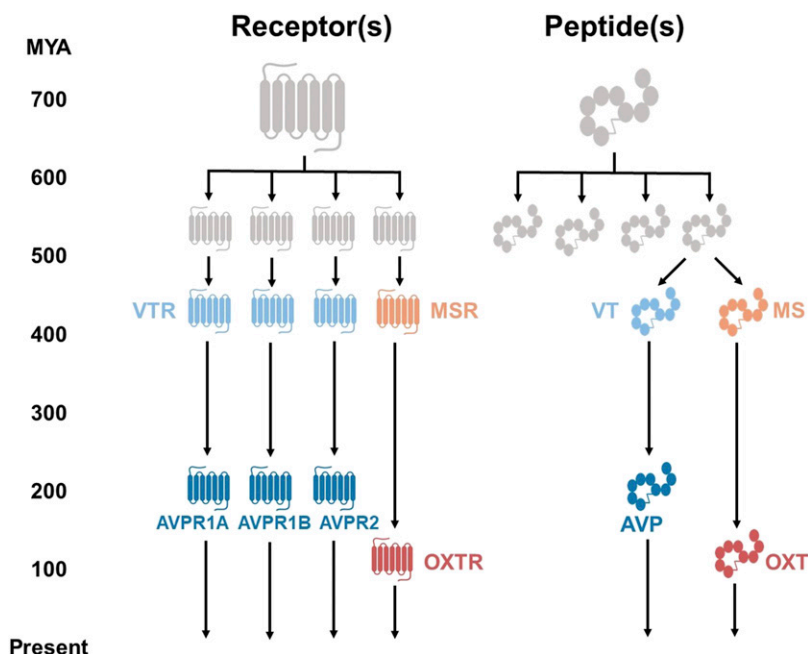 Receptor(s) Peptide(s)
MYA
700
600
500
VTR MSR VT MS
400
300
200
AVPR1A AVPR1B AVPR2 AVP
100 OXTR OXT
Present